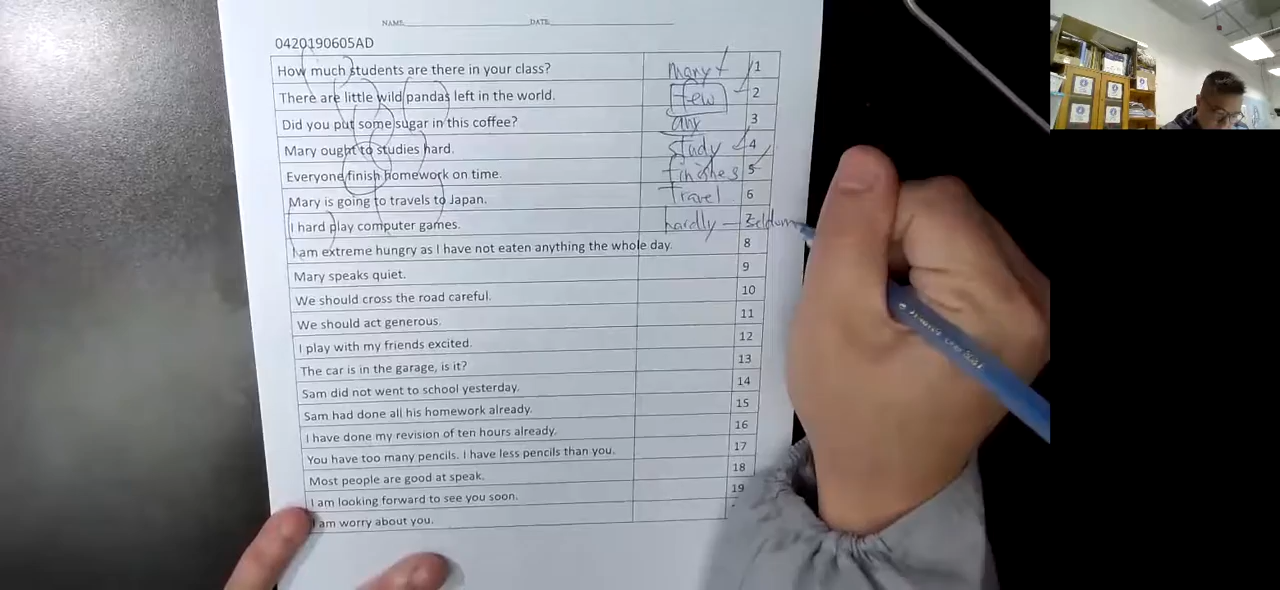 NAME DATE
0420190605AD
How much students are there in your class? many 1
There are little wild pandas left in the world. few 2
Did you put some sugar in this coffee? any 3
Mary ought to studies hard. study 4
Everyone finish homework on time. finishes 5
Mary is going to travels to Japan. Travel 6
I hard play computer games. hardly — seldom 7
I am extreme hungry as I have not eaten anything the whole day. 8
Mary speaks quiet. 9
We should cross the road careful. 10
We should act generous. 11
I play with my friends excited. 12
The car is in the garage, is it? 13
Sam did not went to school yesterday. 14
Sam had done all his homework already. 15
I have done my revision of ten hours already. 16
You have too many pencils. I have less pencils than you. 17
Most people are good at speak. 18
I am looking forward to see you soon. 19
I am worry about you.